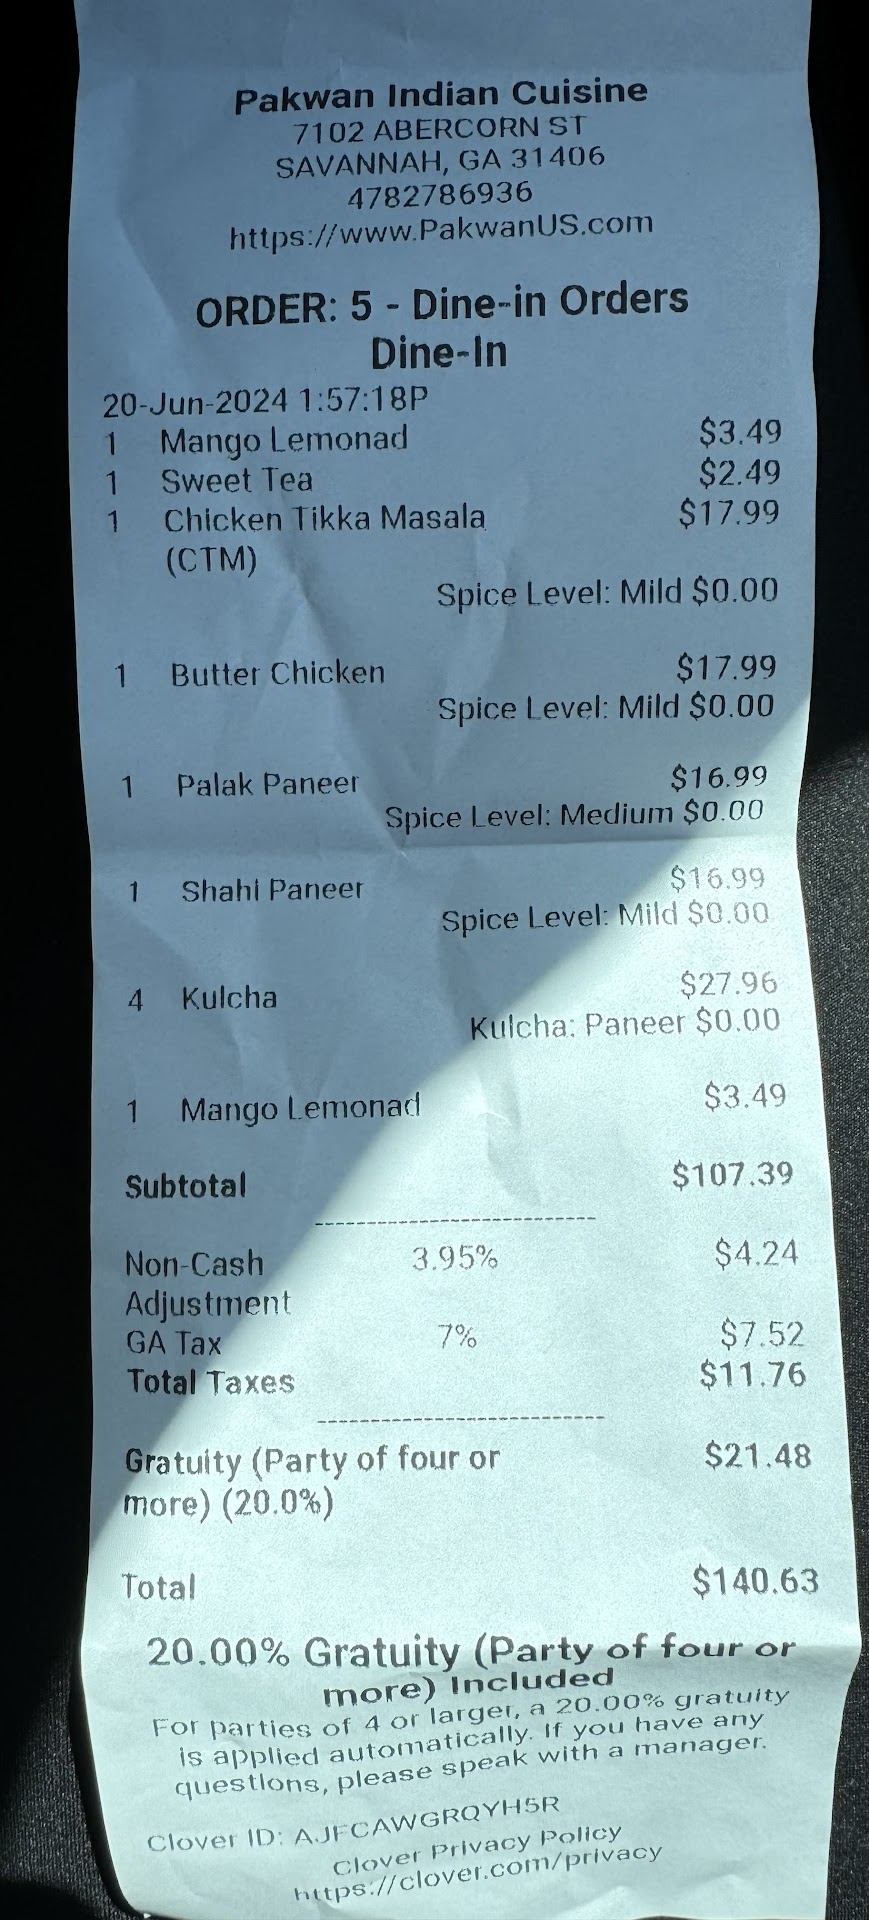 Pakwan Indian Cuisine
7102 ABERCORN ST
SAVANNAH, GA 31406
4782786936
https://www.PakwanUS.com
ORDER: 5 - Dine-in Orders
Dine-In
20-Jun-2024 1:57:18P
1 Mango Lemonad $3.49
1 Sweet Tea $2.49
1 Chicken Tikka Masala $17.99
(CTM)
Spice Level: Mild $0.00
1 Butter Chicken $17.99
Spice Level: Mild $0.00
1 Palak Paneer $16.99
Spice Level: Medium $0.00
1 Shahi Paneer $16.99
Spice Level: Mild $0.00
4 Kulcha $27.96
Kulcha: Paneer $0.00
1 Mango Lemonad $3.49
Subtotal $107.39
--------------------------
Non-Cash 3.95% $4.24
Adjustment
GA Tax 7% $7.52
Total Taxes $11.76
--------------------------
Gratuity (Party of four or $21.48
more) (20.0%)
Total $140.63
20.00% Gratuity (Party of four or
more) Included
For parties of 4 or larger, a 20.00% gratuity
is applied automatically. If you have any
questions, please speak with a manager.
Clover ID: AJFCAWGRQYH5R
Clover Privacy Policy
https://clover.com/privacy